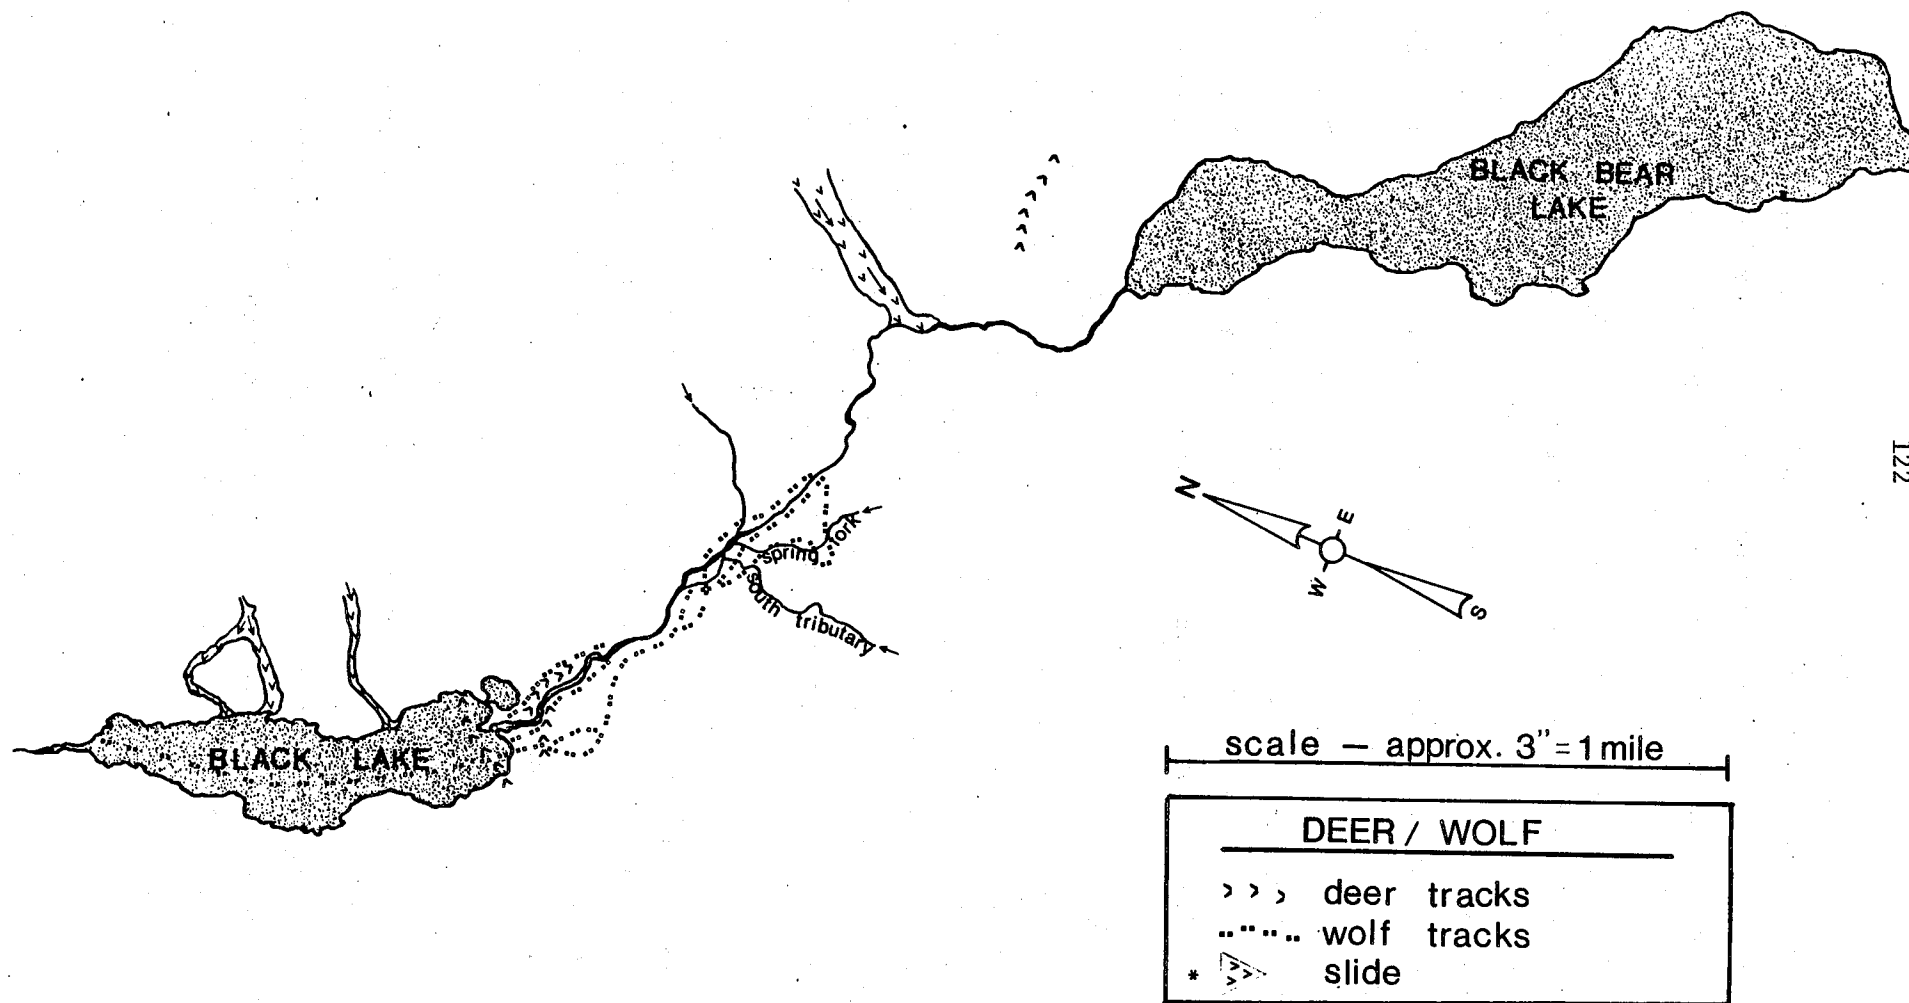 BLACK BEAR
LAKE
122
N
E
W
S
spring fork
south tributary
BLACK LAKE
scale — approx. 3" = 1 mile
DEER / WOLF
deer tracks
wolf tracks
* slide